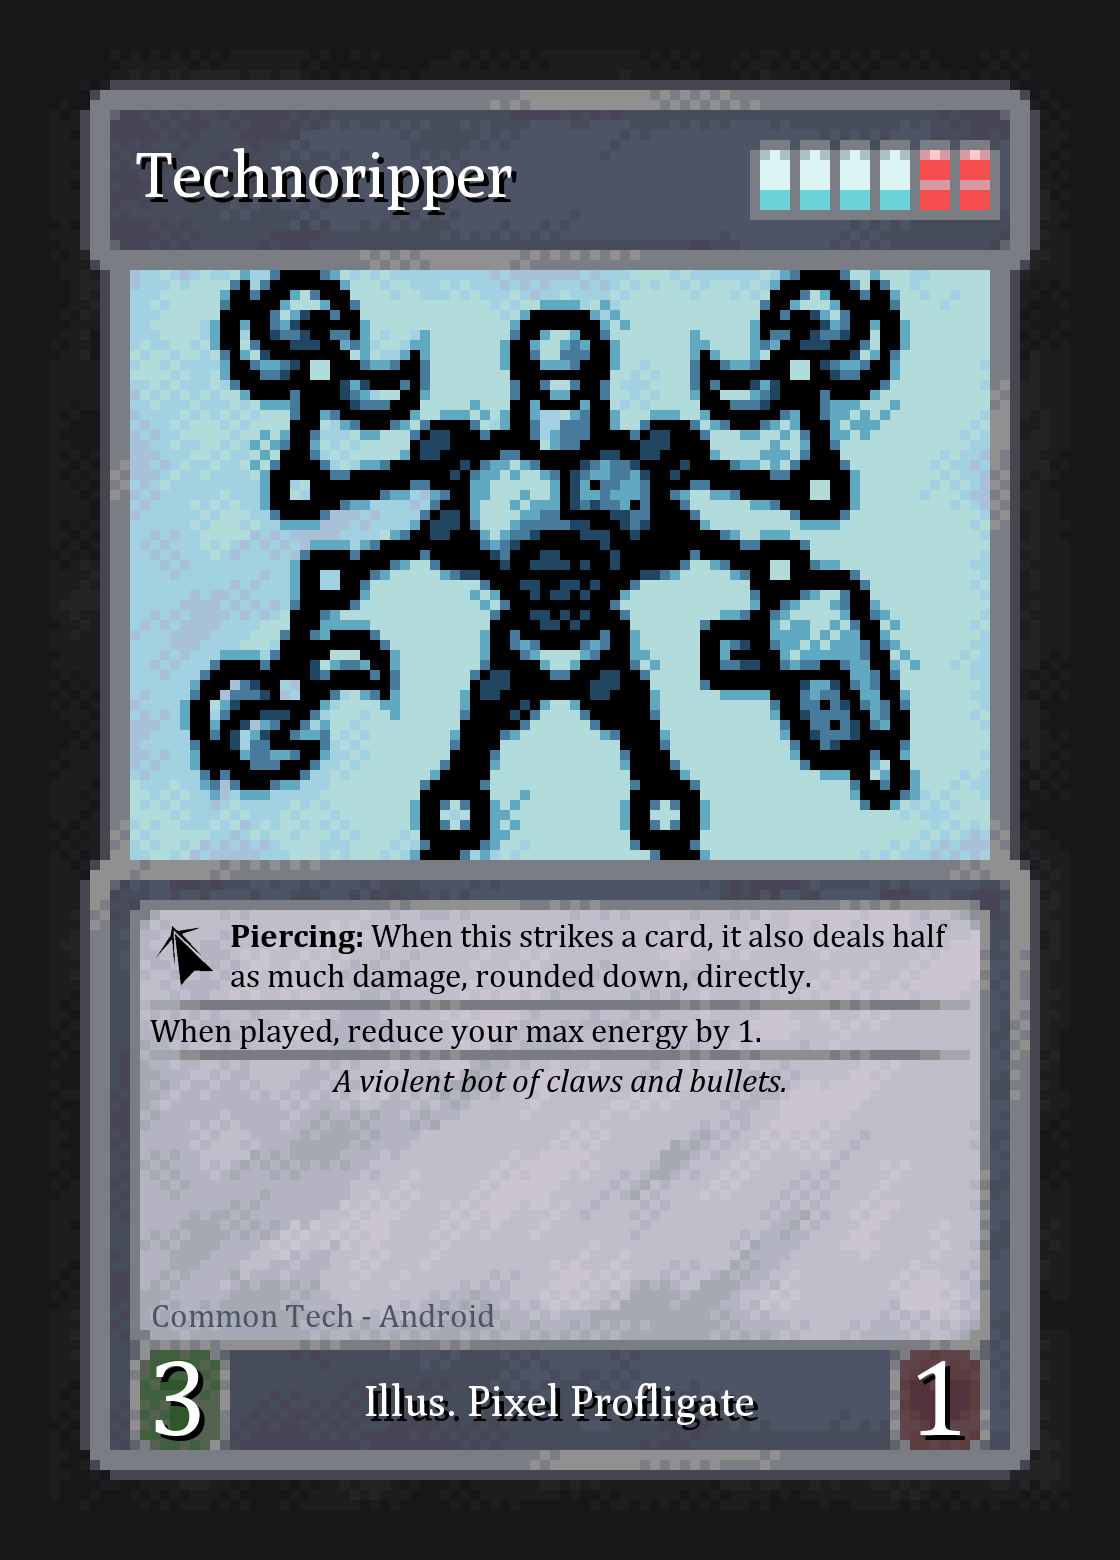 Technoripper
Piercing: When this strikes a card, it also deals half
as much damage, rounded down, directly.
When played, reduce your max energy by 1.
A violent bot of claws and bullets.
Common Tech - Android
3
Illus. Pixel Profligate
1